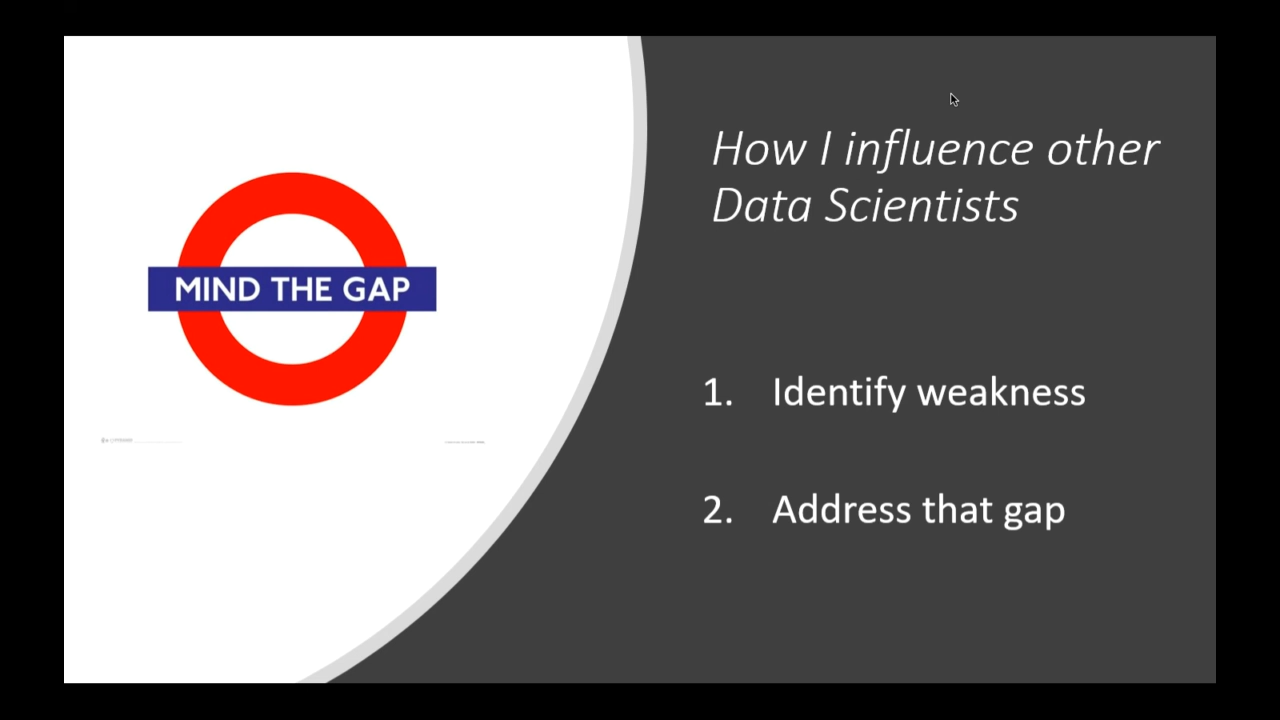 MIND THE GAP
How I influence other
Data Scientists
1. Identify weakness
2. Address that gap